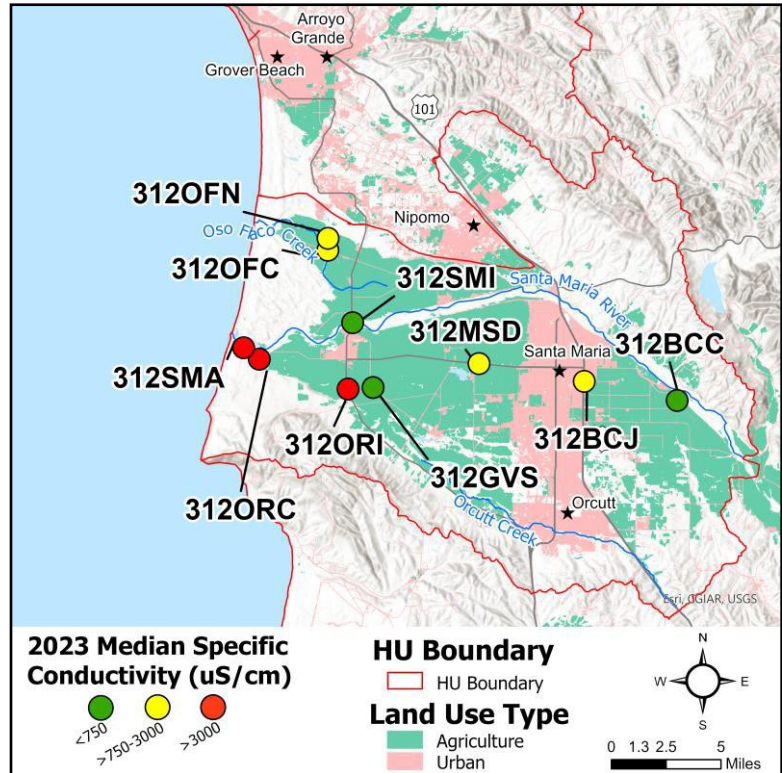 Arroyo
Grande
Grover Beach
101
312OFN
Nipomo
Oso Flaco Creek
312OFC
312SMI
Santa Maria River
312MSD
Santa Maria
312BCC
312SMA
312BCJ
312ORI
312GVS
312ORC
Orcutt
Orcutt Creek
Esri, CGIAR, USGS
2023 Median Specific
Conductivity (uS/cm)
<750
>750-3000
>3000
HU Boundary
HU Boundary
Land Use Type
Agriculture
Urban
N
W
E
S
0 1.3 2.5 5
Miles